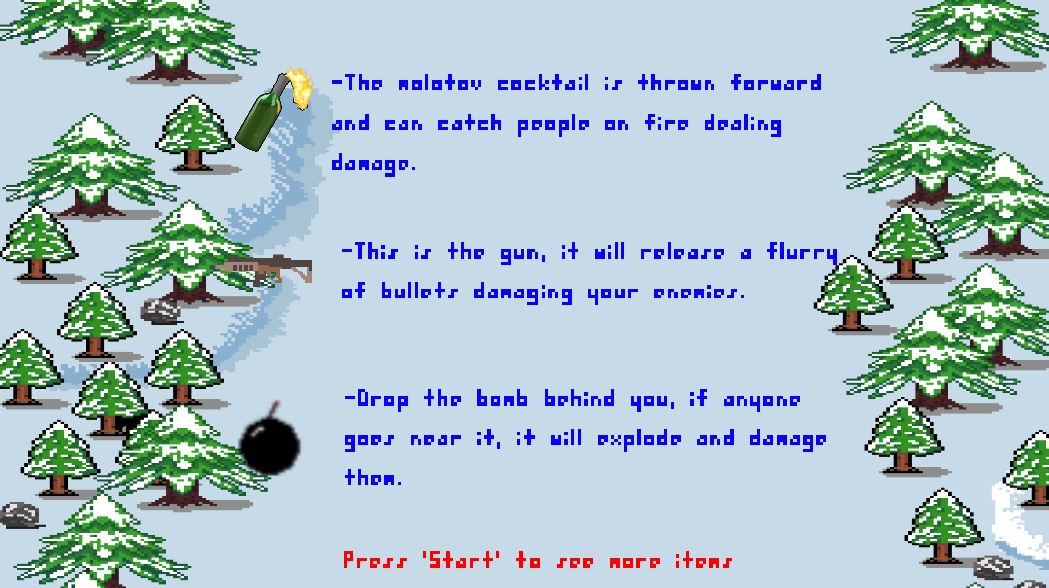 -The molotov cocktail is thrown forward
and can catch people on fire dealing
damage.
-This is the gun, it will release a flurry
of bullets damaging your enemies.
-Drop the bomb behind you, if anyone
goes near it, it will explode and damage
them.
Press 'Start' to see more items